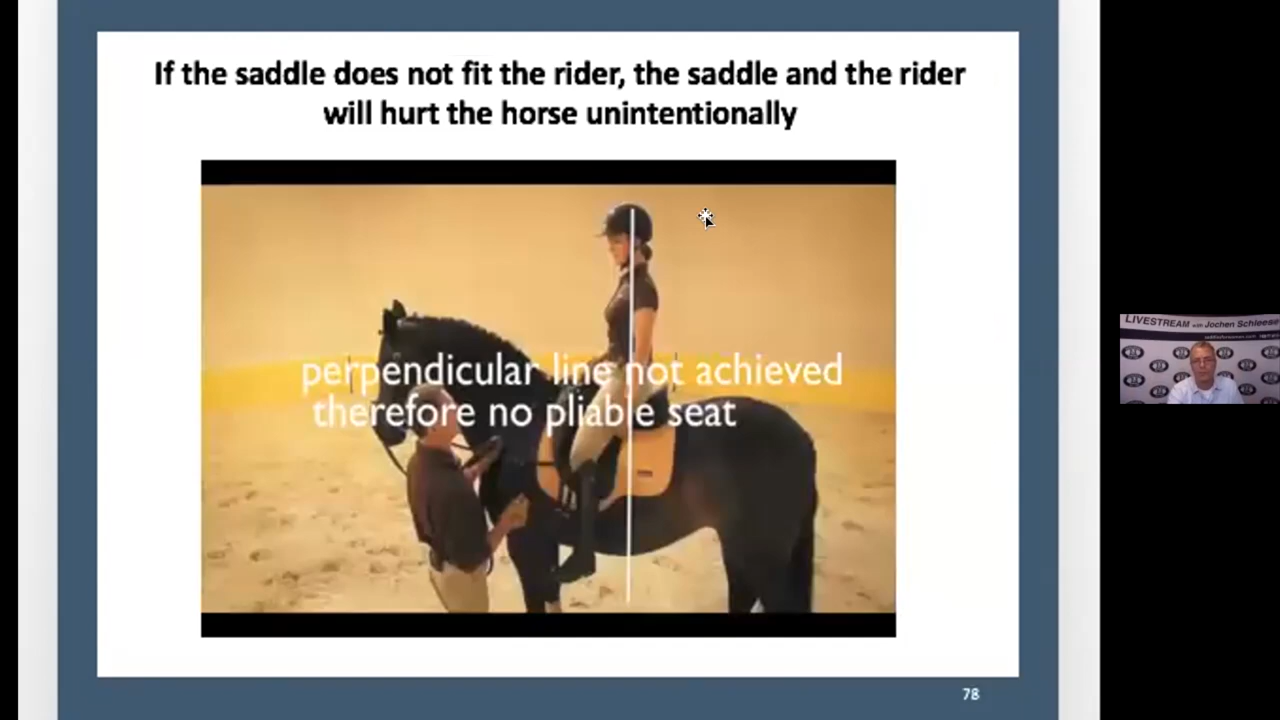 If the saddle does not fit the rider, the saddle and the rider
will hurt the horse unintentionally
perpendicular line not achieved
therefore no pliable seat
78
LIVESTREAM with Jochen Schleese